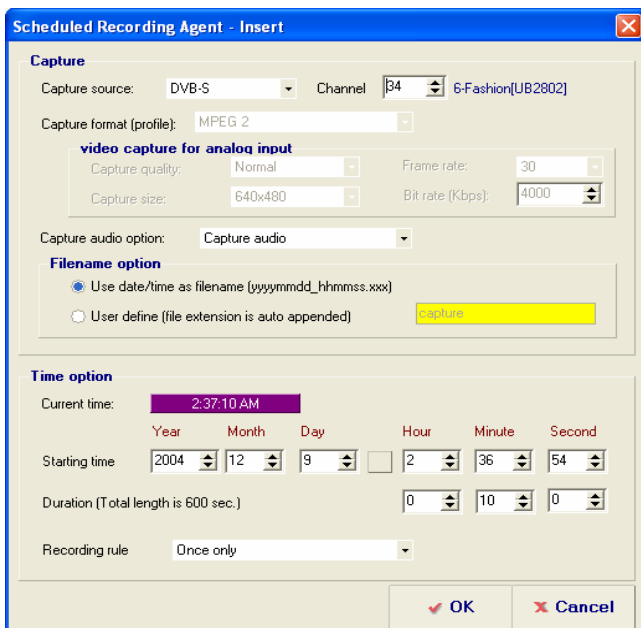 Scheduled Recording Agent - Insert
Capture
Capture source: DVB-S Channel 34 6-Fashion[UB2802]
Capture format (profile): MPEG 2
video capture for analog input
Capture quality: Normal Frame rate: 30
Capture size: 640x480 Bit rate (Kbps): 4000
Capture audio option: Capture audio
Filename option
Use date/time as filename (yyyymmdd_hhmmss.xxx)
User define (file extension is auto appended) capture
Time option
Current time: 2:37:10 AM
Year Month Day Hour Minute Second
Starting time 2004 12 9 2 36 54
Duration (Total length is 600 sec.) 0 10 0
Recording rule Once only
OK Cancel